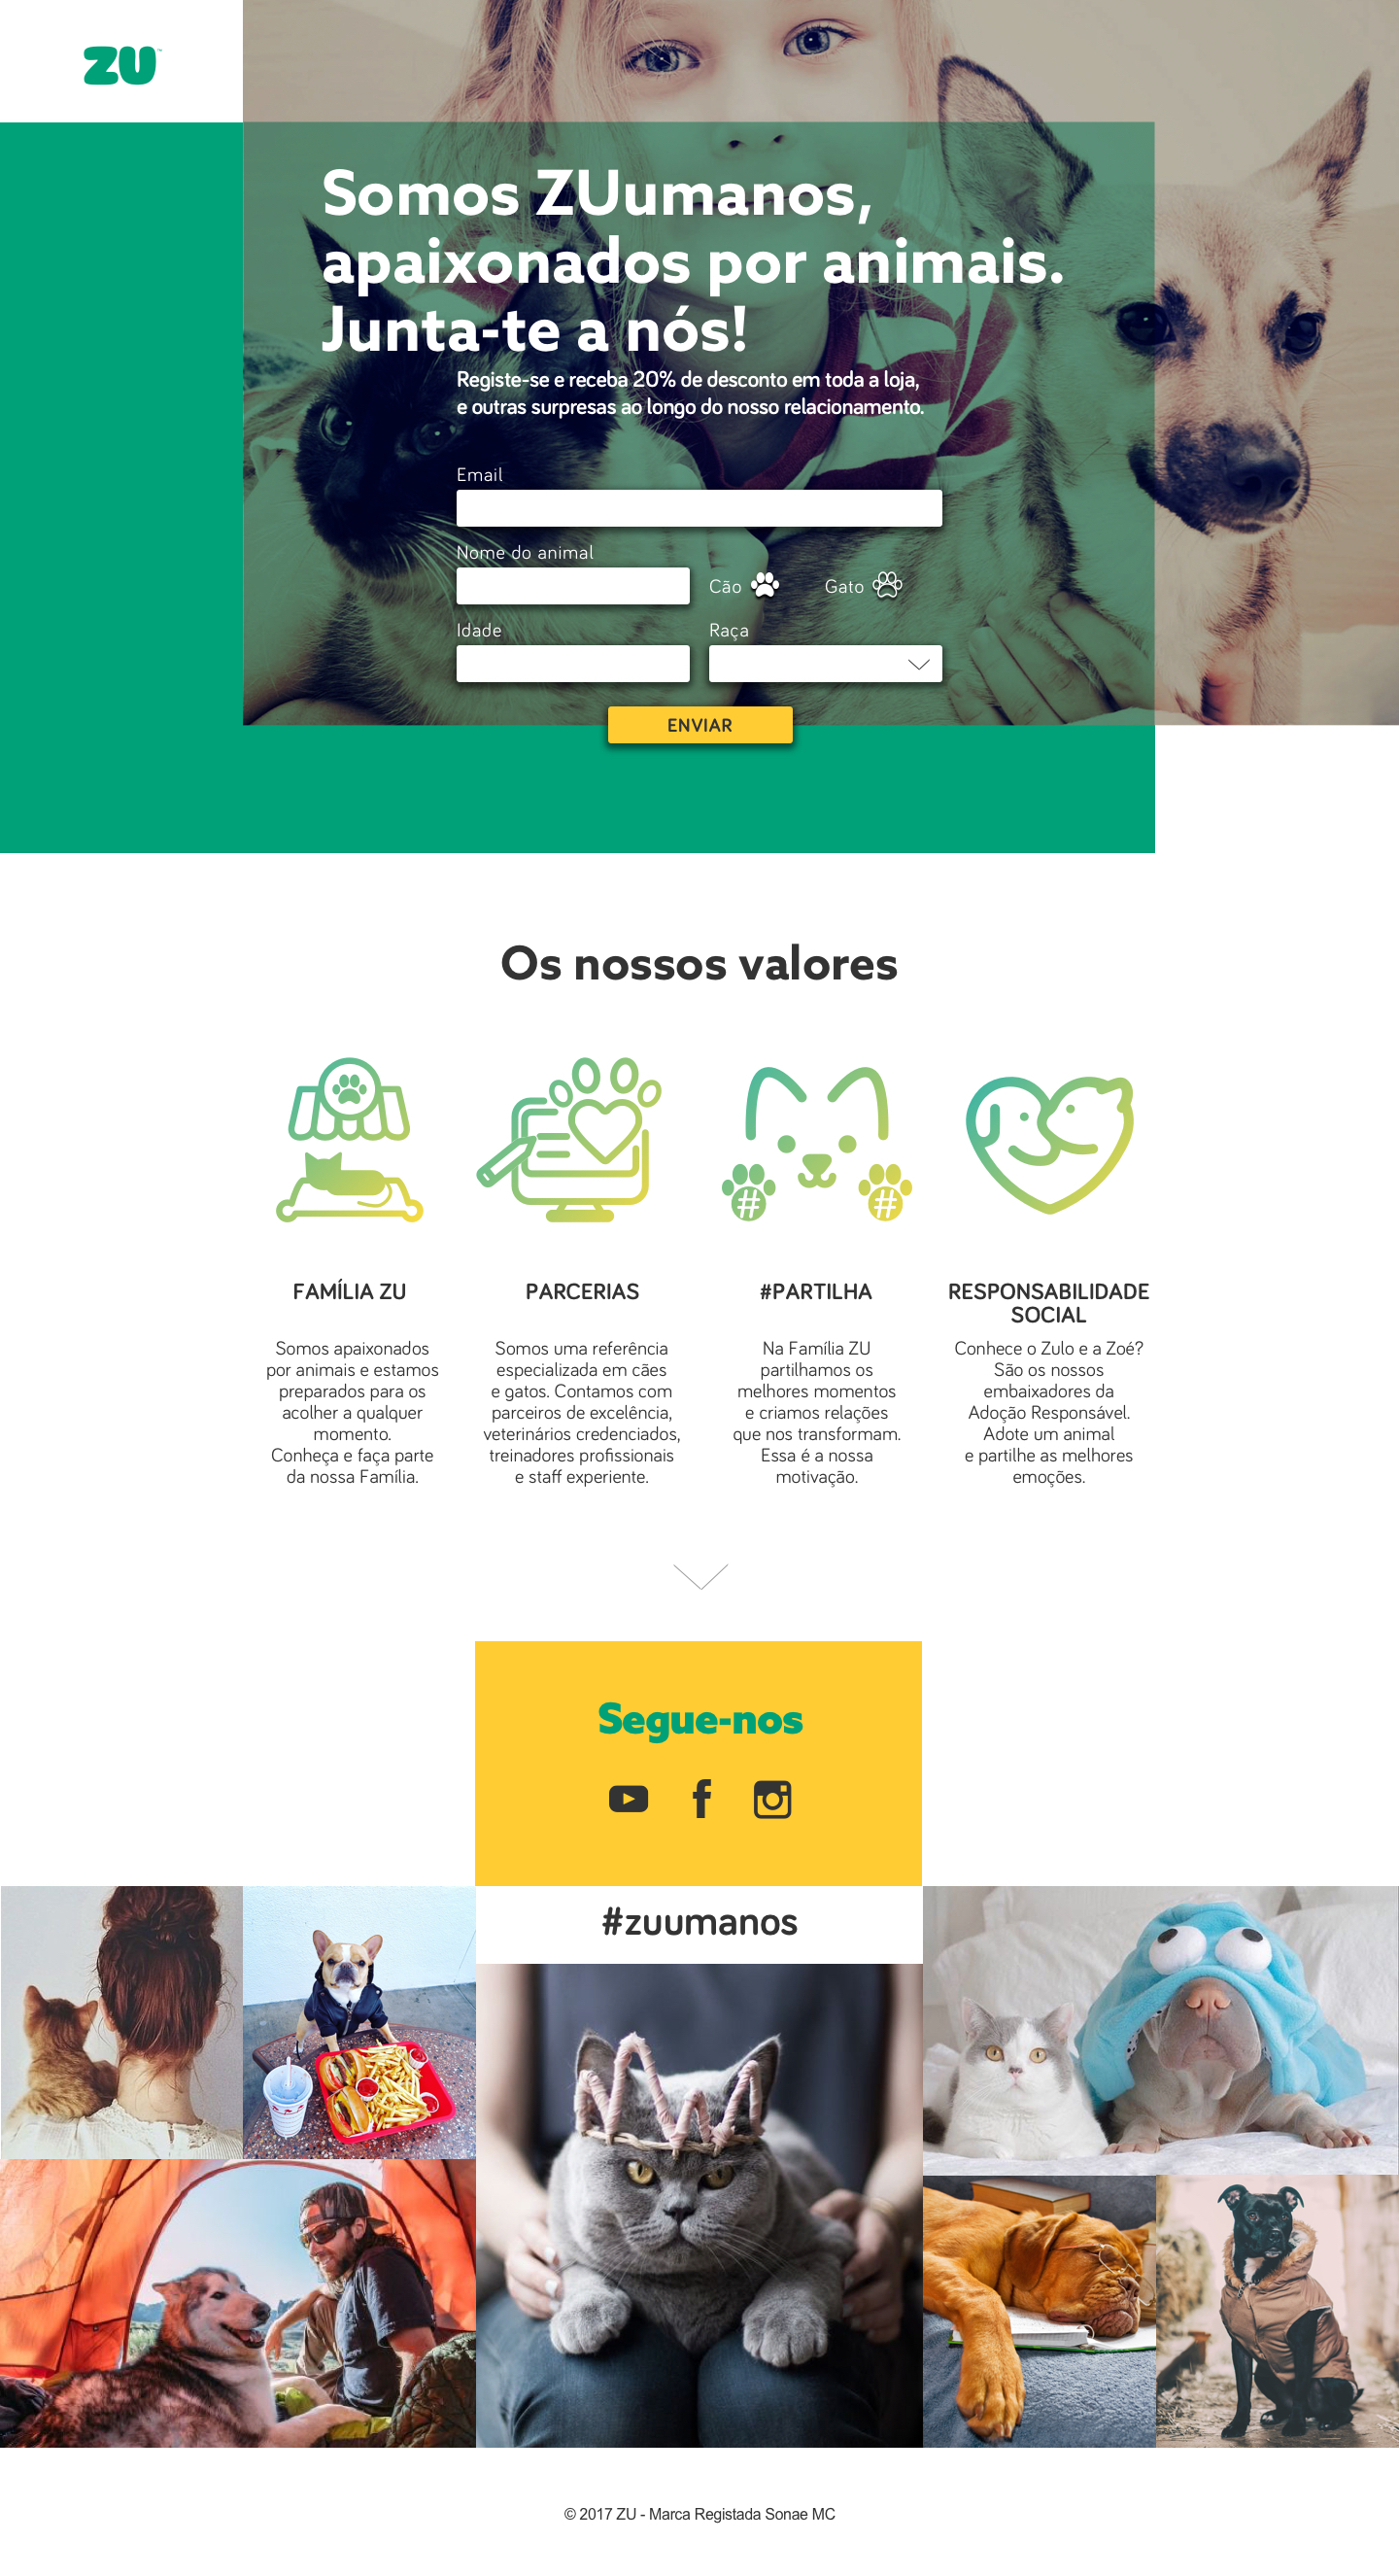 ZU™
Somos ZUumanos,
apaixonados por animais.
Junta-te a nós!
Registe-se e receba 20% de desconto em toda a loja,
e outras surpresas ao longo do nosso relacionamento.
Email
Nome do animal
Cão
Gato
Idade
Raça
ENVIAR
Os nossos valores
FAMÍLIA ZU
Somos apaixonados
por animais e estamos
preparados para os
acolher a qualquer
momento.
Conheça e faça parte
da nossa Família.
PARCERIAS
Somos uma referência
especializada em cães
e gatos. Contamos com
parceiros de excelência,
veterinários credenciados,
treinadores profissionais
e staff experiente.
# #
#PARTILHA
Na Família ZU
partilhamos os
melhores momentos
e criamos relações
que nos transformam.
Essa é a nossa
motivação.
RESPONSABILIDADE
SOCIAL
Conhece o Zulo e a Zoé?
São os nossos
embaixadores da
Adoção Responsável.
Adote um animal
e partilhe as melhores
emoções.
Segue-nos
#zuumanos
© 2017 ZU - Marca Registada Sonae MC